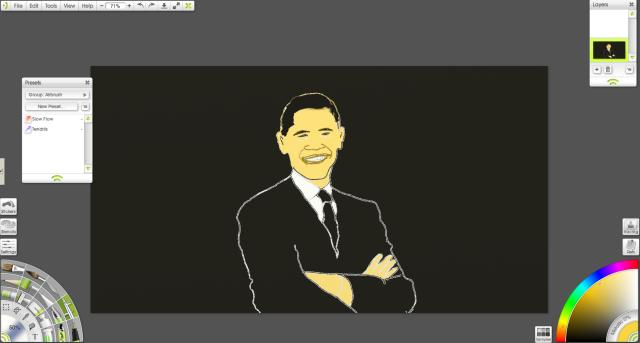 File Edit Tools View Help 71%
Layers
Presets
Group: Airbrush
New Preset...
Slow Flow
Tendrils
Stickers
Stencils
Settings
Tracing
Refs
Samples
50%